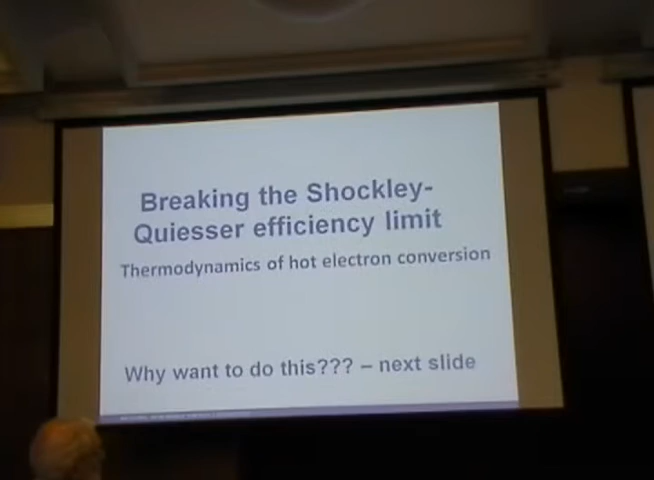 Breaking the Shockley-
Quiesser efficiency limit
Thermodynamics of hot electron conversion
Why want to do this??? – next slide